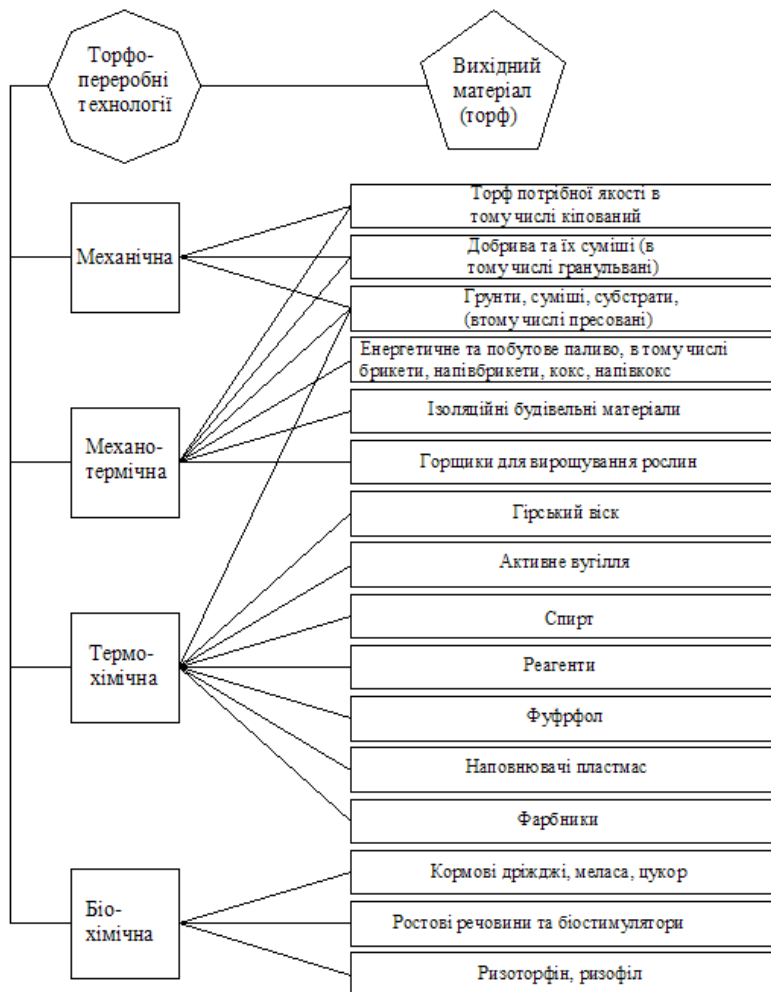 Торфо-
переробні
технології
Вихідний
матеріал
(торф)
Механічна
Торф потрібної якості в
тому числі кіпований
Добрива та їх суміші (в
тому числі гранульвані)
Грунти, суміші, субстрати,
(втому числі пресовані)
Енергетичне та побутове паливо, в тому числі
брикети, напівбрикети, кокс, напівкокс
Механо-
термічна
Ізоляційні будівельні матеріали
Горщики для вирощування рослин
Гірський віск
Активне вугілля
Спирт
Термо-
хімічна
Реагенти
Фуфрфол
Наповнювачі пластмас
Фарбники
Біо-
хімічна
Кормові дріжджі, меласа, цукор
Ростові речовини та біостимулятори
Ризоторфін, ризофіл